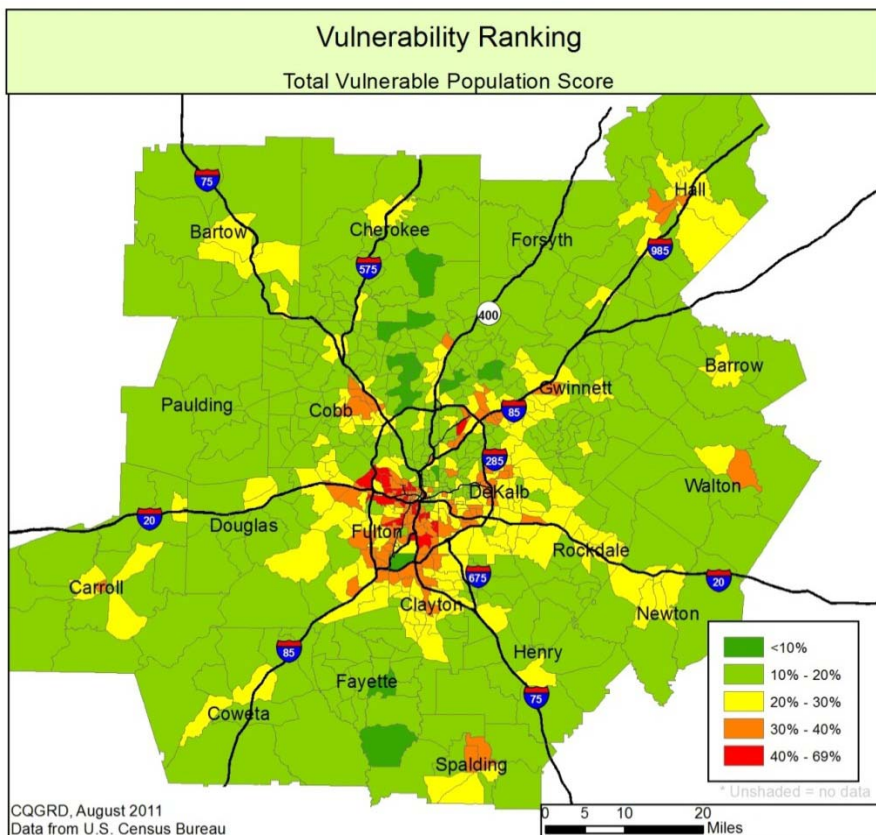 Vulnerability Ranking
Total Vulnerable Population Score
75
Hall
Bartow
Cherokee
Forsyth
575
985
400
Barrow
Paulding
Cobb
Gwinnett
85
285
Walton
20
Douglas
DeKalb
Fulton
Rockdale
Carroll
675
20
Clayton
Newton
85
Henry
Fayette
75
Coweta
Spalding
<10%
10% - 20%
20% - 30%
30% - 40%
40% - 69%
* Unshaded = no data
CQGRD, August 2011
Data from U.S. Census Bureau
0 5 10 20
Miles